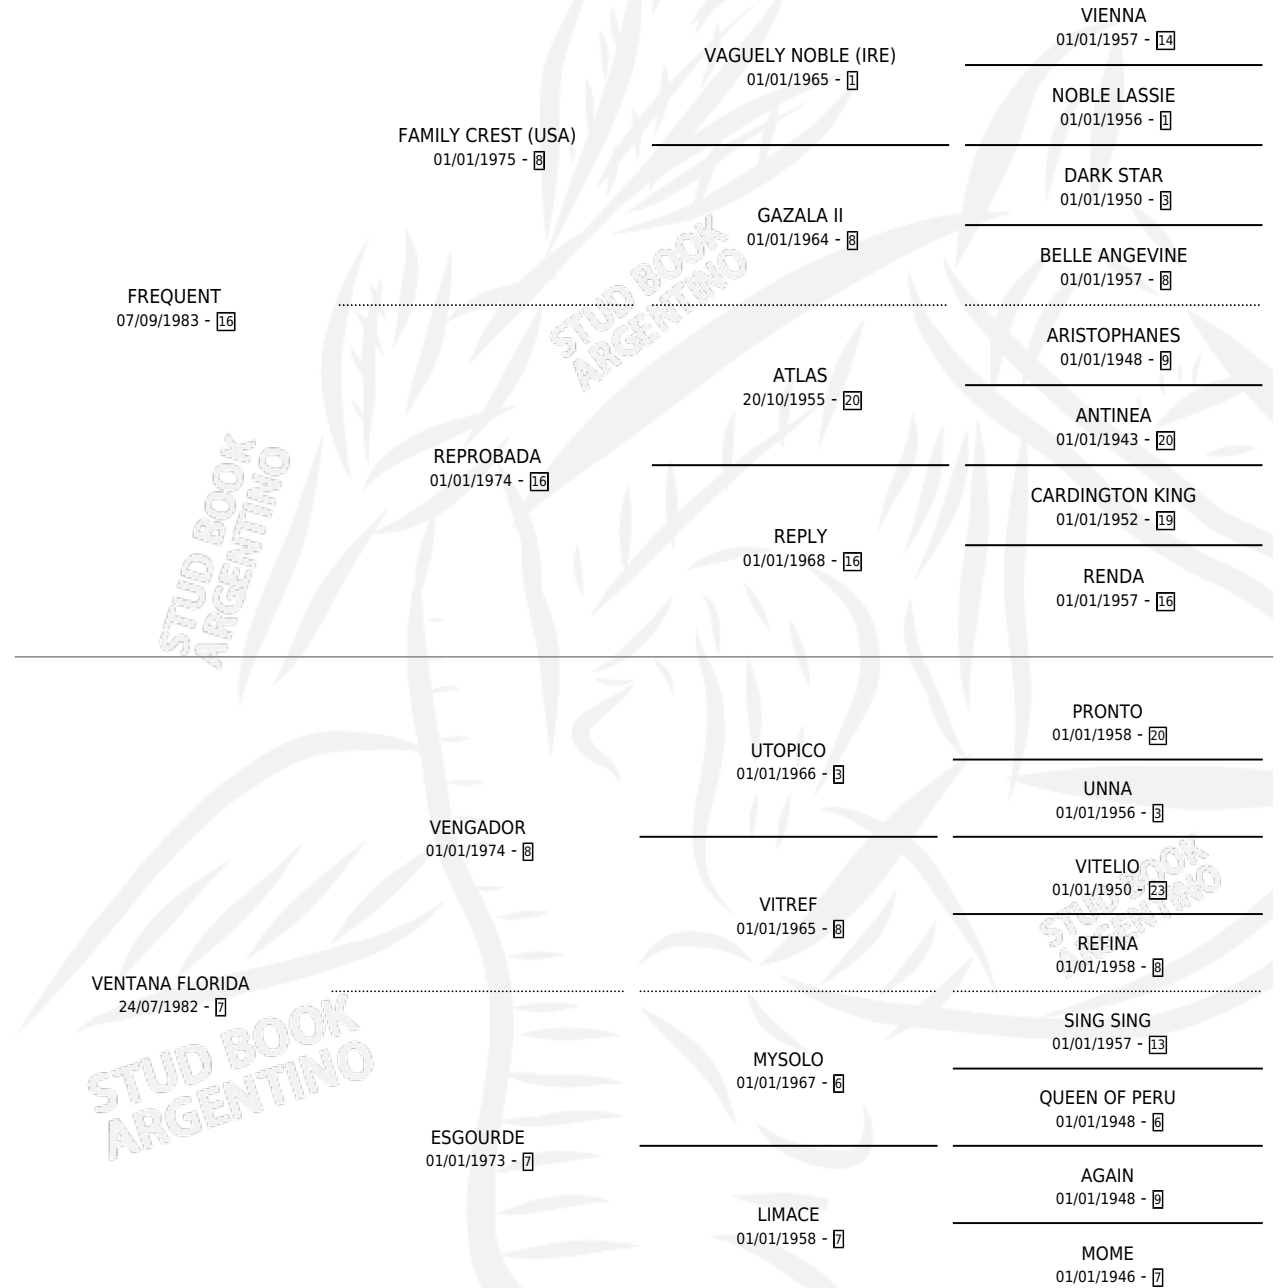 VIENNA
01/01/1957 - 14
VAGUELY NOBLE (IRE)
01/01/1965 - 1
NOBLE LASSIE
01/01/1956 - 1
FAMILY CREST (USA)
01/01/1975 - 8
DARK STAR
01/01/1950 - 3
GAZALA II
01/01/1964 - 8
BELLE ANGEVINE
01/01/1957 - 8
FREQUENT
07/09/1983 - 16
ARISTOPHANES
01/01/1948 - 9
ATLAS
20/10/1955 - 20
ANTINEA
01/01/1943 - 20
REPROBADA
01/01/1974 - 16
CARDINGTON KING
01/01/1952 - 19
REPLY
01/01/1968 - 16
RENDA
01/01/1957 - 16
STUD BOOK
ARGENTINO
STUD BOOK
ARGENTINO
PRONTO
01/01/1958 - 20
UTOPICO
01/01/1966 - 3
UNNA
01/01/1956 - 3
VENGADOR
01/01/1974 - 8
VITELIO
01/01/1950 - 23
VITREF
01/01/1965 - 8
REFINA
01/01/1958 - 8
STUD BOOK
ARGENTINO
VENTANA FLORIDA
24/07/1982 - 7
SING SING
01/01/1957 - 13
MYSOLO
01/01/1967 - 6
QUEEN OF PERU
01/01/1948 - 6
ESGOURDE
01/01/1973 - 7
AGAIN
01/01/1948 - 9
LIMACE
01/01/1958 - 7
MOME
01/01/1946 - 7
STUD BOOK
ARGENTINO